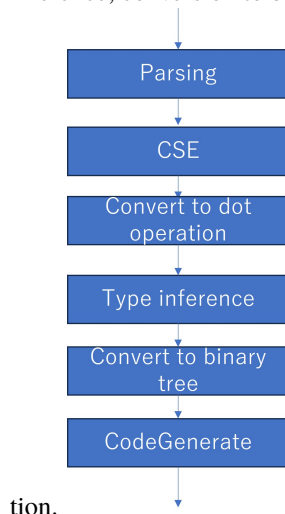 Parsing
CSE
Convert to dot
operation
Type inference
Convert to binary
tree
CodeGenerate
tion.